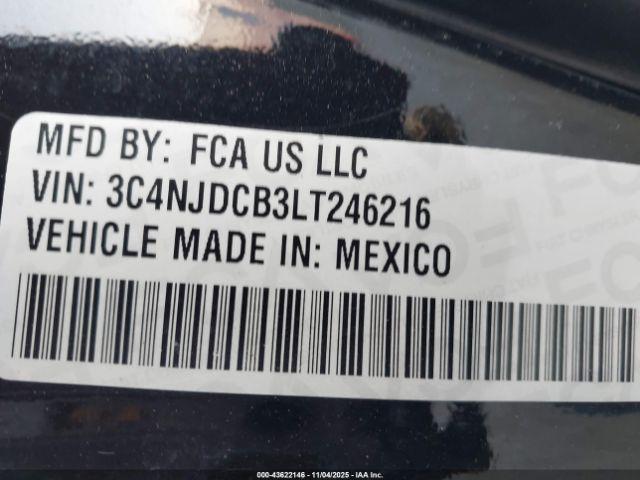 MFD BY: FCA US LLC
VIN: 3C4NJDCB3LT246216
VEHICLE MADE IN: MEXICO
000-43622146 - 11/04/2025 - IAA Inc.